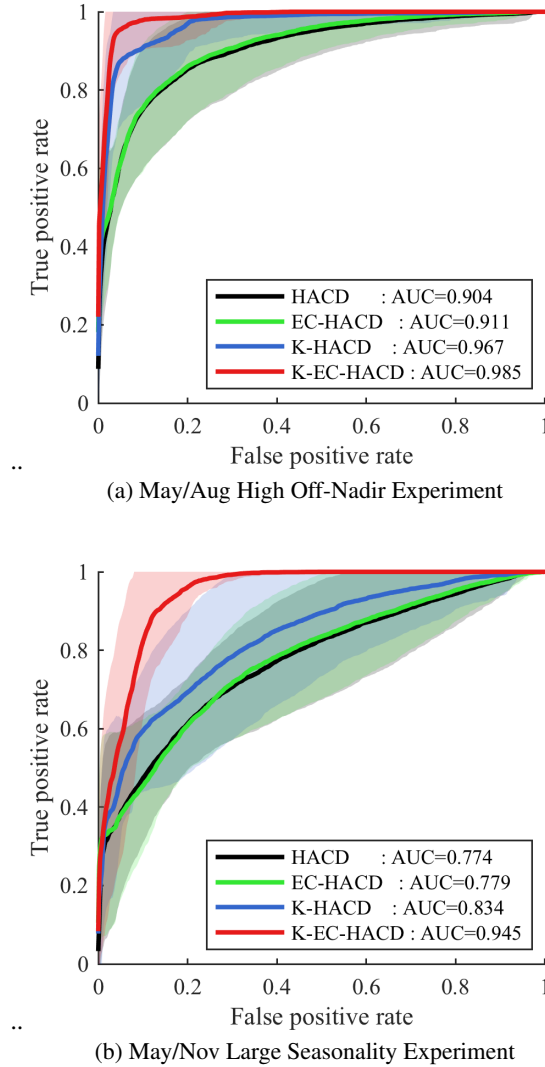 1
0.8
0.6
0.4
0.2
0
True positive rate
HACD : AUC=0.904
EC-HACD : AUC=0.911
K-HACD : AUC=0.967
K-EC-HACD : AUC=0.985
0 0.2 0.4 0.6 0.8 1
False positive rate
..
(a) May/Aug High Off-Nadir Experiment
1
0.8
0.6
0.4
0.2
0
True positive rate
HACD : AUC=0.774
EC-HACD : AUC=0.779
K-HACD : AUC=0.834
K-EC-HACD : AUC=0.945
0 0.2 0.4 0.6 0.8 1
False positive rate
..
(b) May/Nov Large Seasonality Experiment